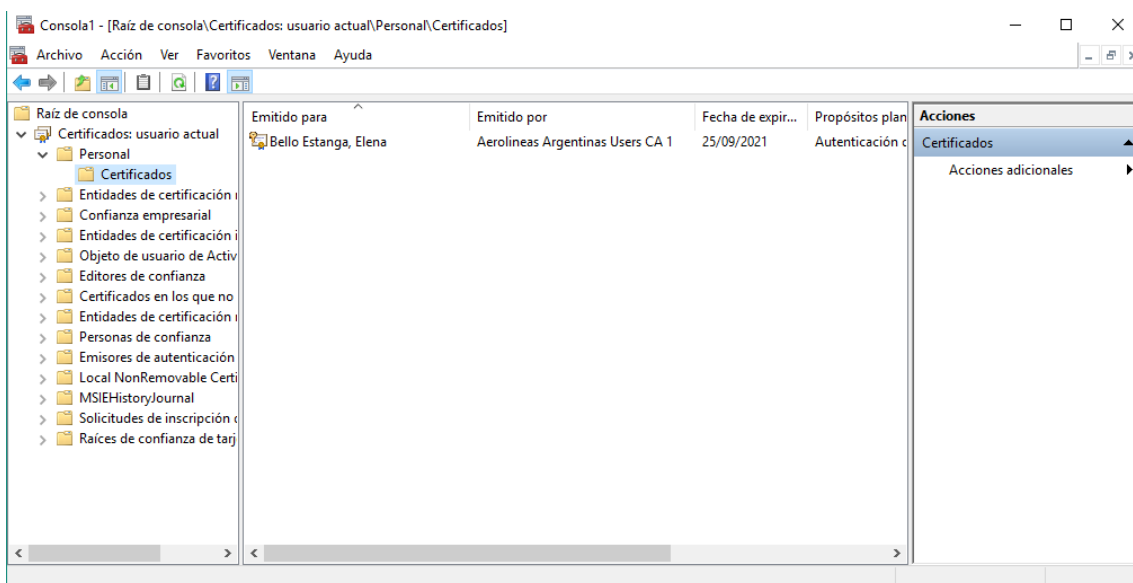 Consola1 - [Raíz de consola\Certificados: usuario actual\Personal\Certificados]
Archivo Acción Ver Favoritos Ventana Ayuda
Raíz de consola
Certificados: usuario actual
Personal
Certificados
Entidades de certificación r
Confianza empresarial
Entidades de certificación i
Objeto de usuario de Activ
Editores de confianza
Certificados en los que no
Entidades de certificación r
Personas de confianza
Emisores de autenticación
Local NonRemovable Certi
MSIEHistoryJournal
Solicitudes de inscripción d
Raíces de confianza de tarj
Emitido para Emitido por Fecha de expir... Propósitos plan
Bello Estanga, Elena Aerolineas Argentinas Users CA 1 25/09/2021 Autenticación d
Acciones
Certificados
Acciones adicionales